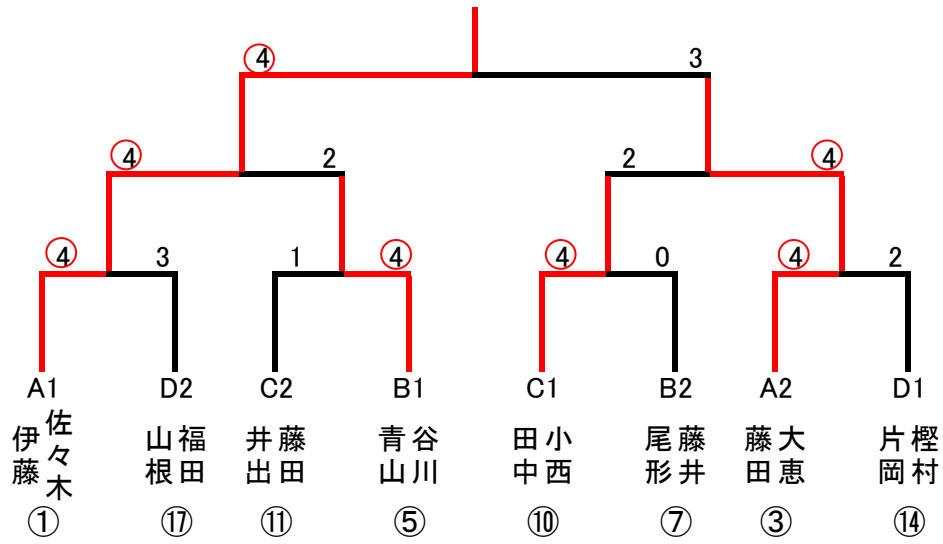 ④ 3
④ 2 2 ④
④ 3 1 ④ ④ 0 ④ 2
A1 D2 C2 B1 C1 B2 A2 D1
佐々木
伊藤
福田
山根
藤田
井出
谷川
青山
小西
田中
藤井
尾形
大恵
藤田
樫村
片岡
① ⑰ ⑪ ⑤ ⑩ ⑦ ③ ⑭